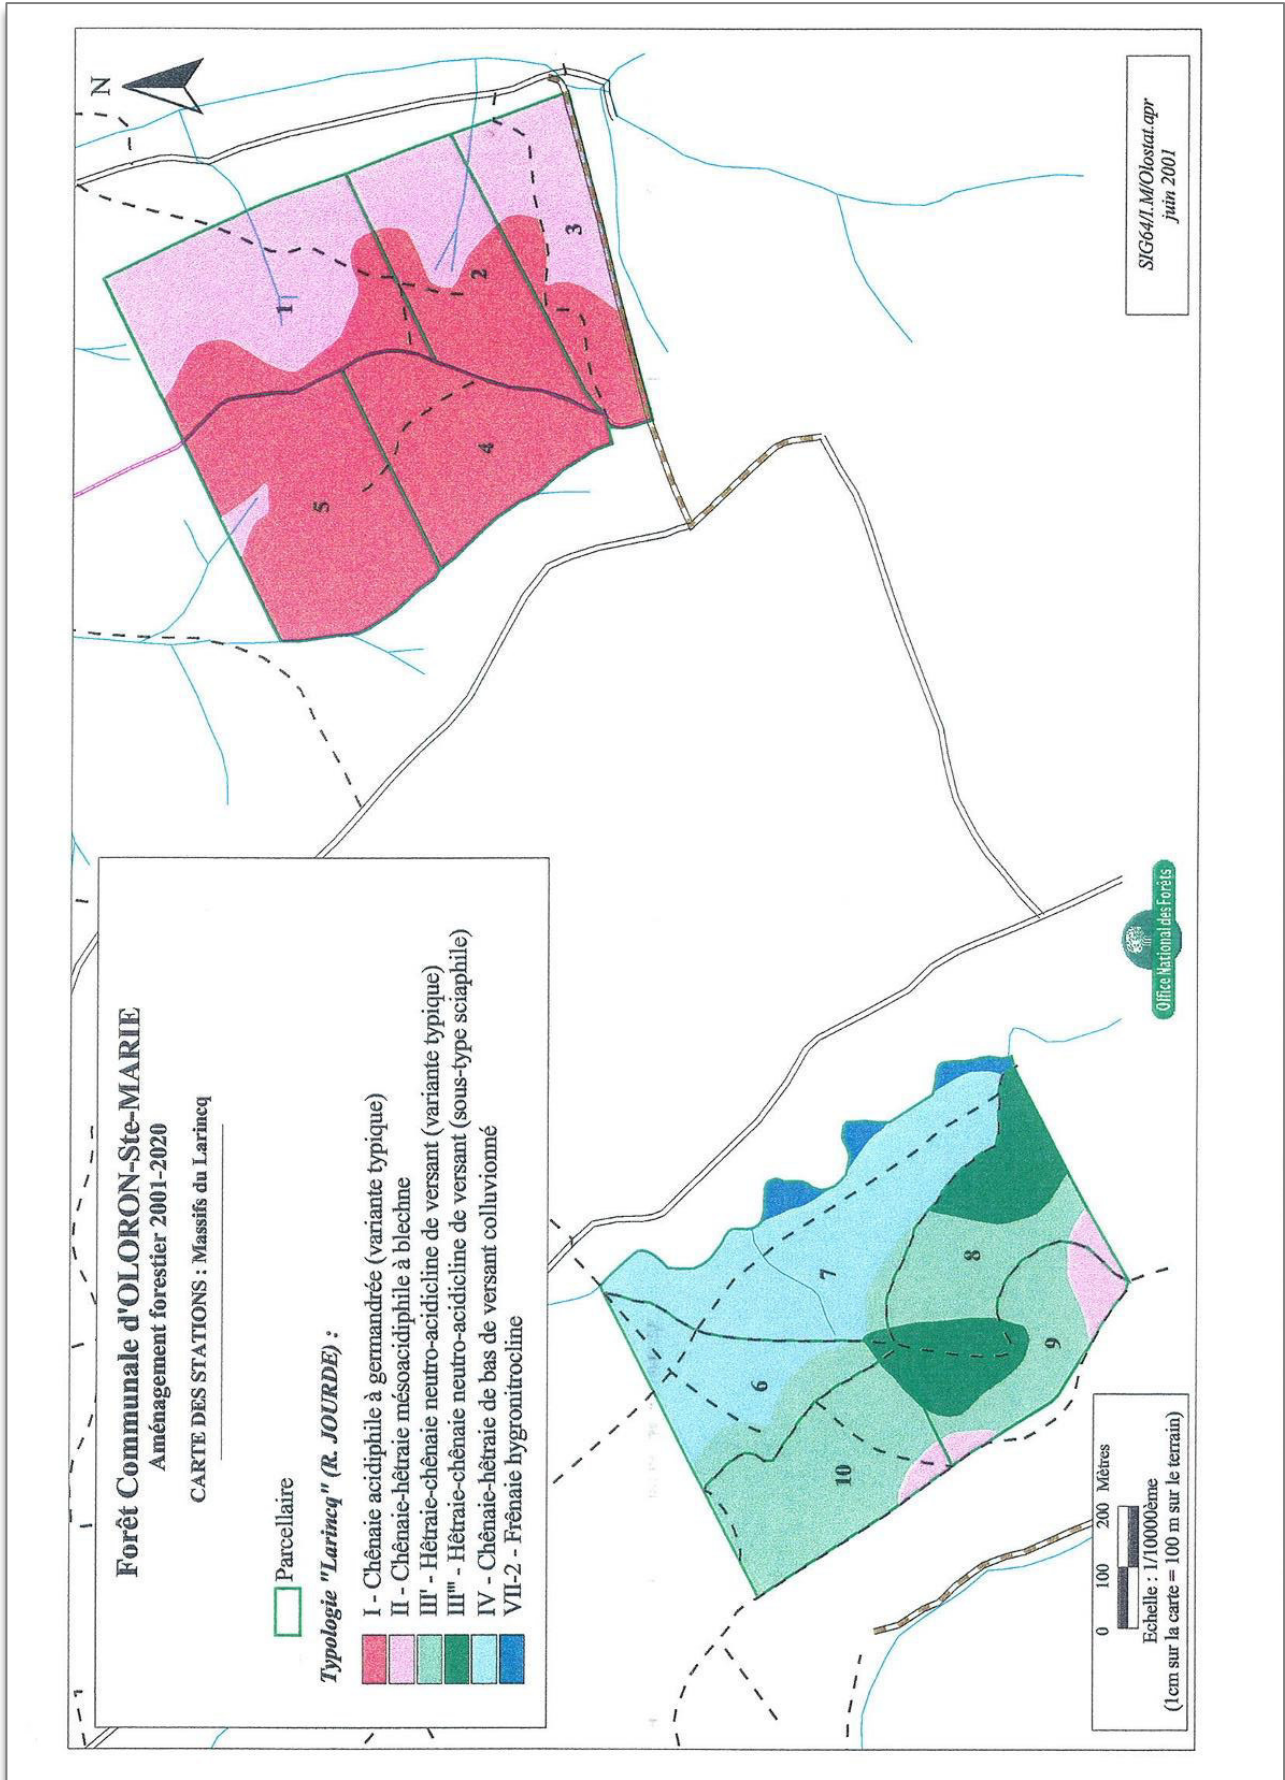 Forêt Communale d'OLORON-Ste-MARIE
Aménagement forestier 2001-2020
CARTE DES STATIONS : Massifs du Larincq
Parcellaire
Typologie "Larincq" (R. JOURDE) :
I - Chênaie acidiphile à germandrée (variante typique)
II - Chênaie-hêtraie mésoacidiphile à blechne
III' - Hêtraie-chênaie neutro-acidicline de versant (variante typique)
III''' - Hêtraie-chênaie neutro-acidicline de versant (sous-type sciaphile)
IV - Chênaie-hêtraie de bas de versant colluvionné
VII-2 - Frênaie hygronitrocline
N
1
2
3
4
5
6
7
8
9
10
0 100 200 Mètres
Echelle : 1/10000ème
(1cm sur la carte = 100 m sur le terrain)
Office National des Forêts
SIG64/J.M/Olostat.apr
juin 2001